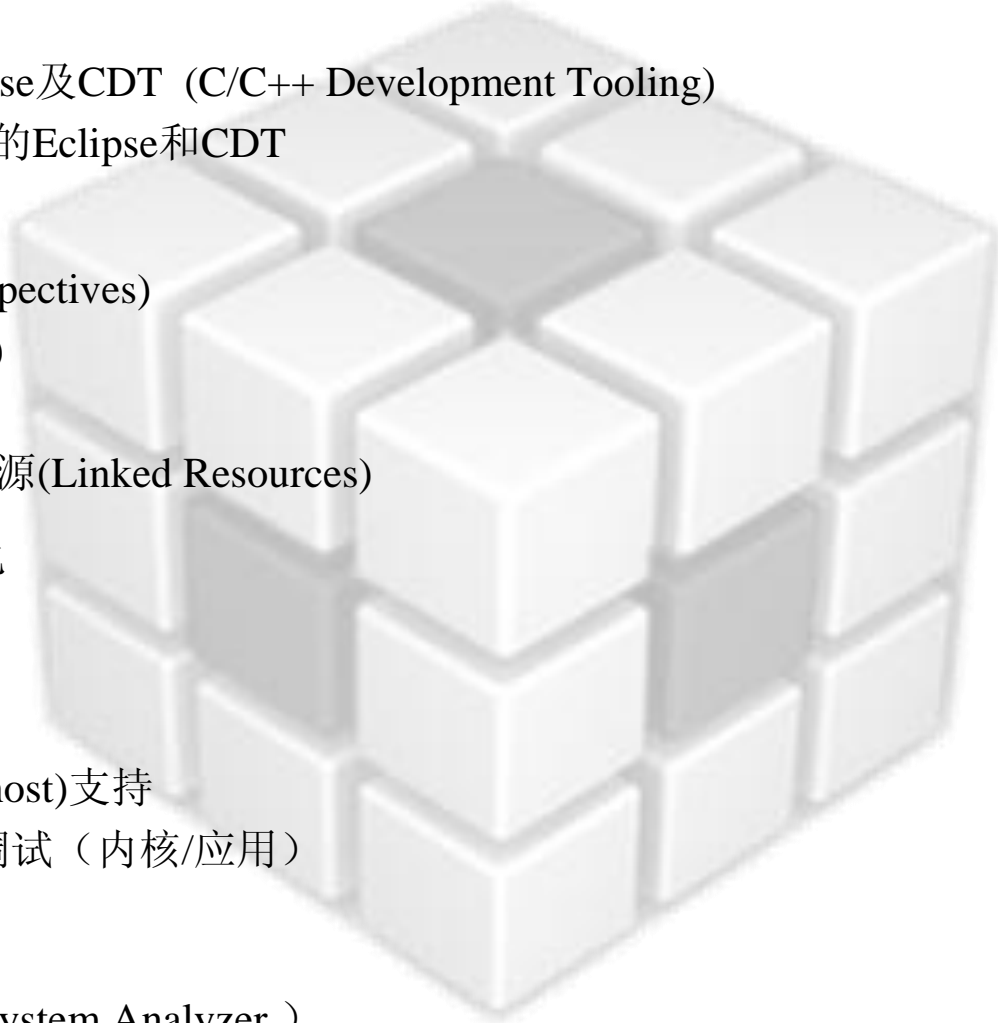 se及CDT (C/C++ Development Tooling)
的Eclipse和CDT
pectives)
)
源(Linked Resources)
ost)支持
调试（内核/应用）
ystem Analyzer ）